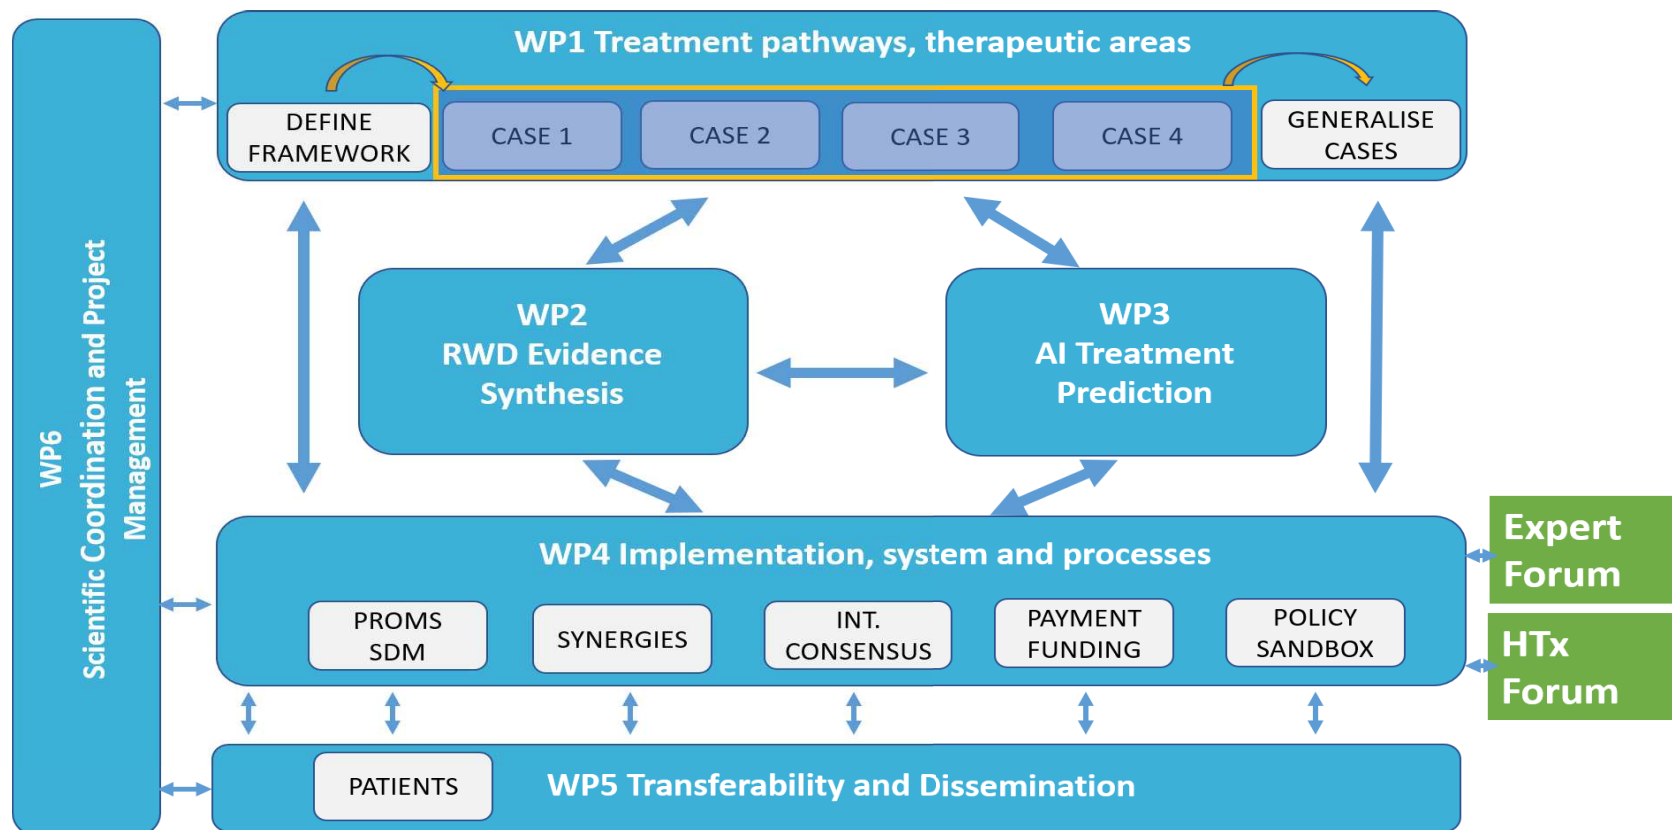 WP6
Scientific Coordination and Project
Management
WP1 Treatment pathways, therapeutic areas
DEFINE
FRAMEWORK
CASE 1
CASE 2
CASE 3
CASE 4
GENERALISE
CASES
WP2
RWD Evidence
Synthesis
WP3
AI Treatment
Prediction
WP4 Implementation, system and processes
PROMS
SDM
SYNERGIES
INT.
CONSENSUS
PAYMENT
FUNDING
POLICY
SANDBOX
Expert
Forum
HTx
Forum
PATIENTS
WP5 Transferability and Dissemination